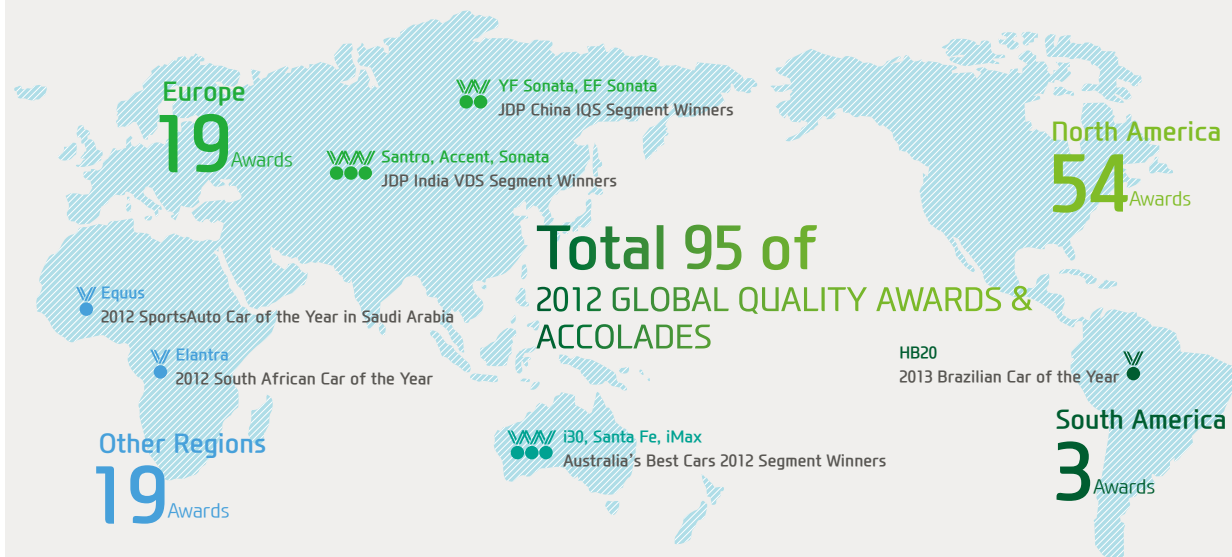 Europe
19 Awards
YF Sonata, EF Sonata
JDP China IQS Segment Winners
Santro, Accent, Sonata
JDP India VDS Segment Winners
North America
54 Awards
Total 95 of
2012 GLOBAL QUALITY AWARDS &
ACCOLADES
Equus
2012 SportsAuto Car of the Year in Saudi Arabia
Elantra
2012 South African Car of the Year
HB20
2013 Brazilian Car of the Year
Other Regions
19 Awards
i30, Santa Fe, iMax
Australia's Best Cars 2012 Segment Winners
South America
3 Awards